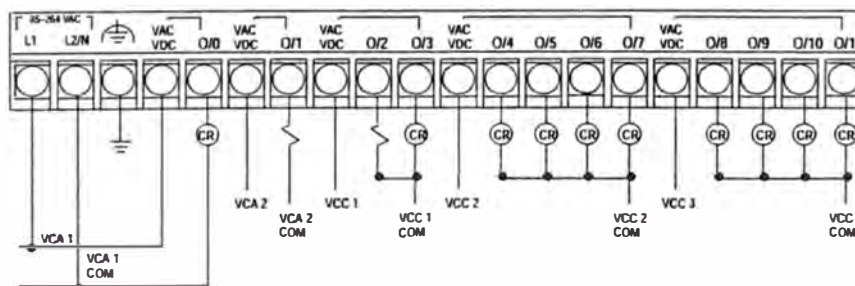 85-264 VAC
L1 L2/N VAC VDC O/0 VAC VDC O/1 VAC VDC O/2 O/3 VAC VDC O/4 O/5 O/6 O/7 VAC VDC O/8 O/9 O/10 O/1
CR CR CR CR CR CR CR CR CR CR
VCA 2 VCC 1 VCC 2 VCC 3
VCA 2 COM VCC 1 COM VCC 2 COM VCC COM
VCA 1
VCA 1
COM